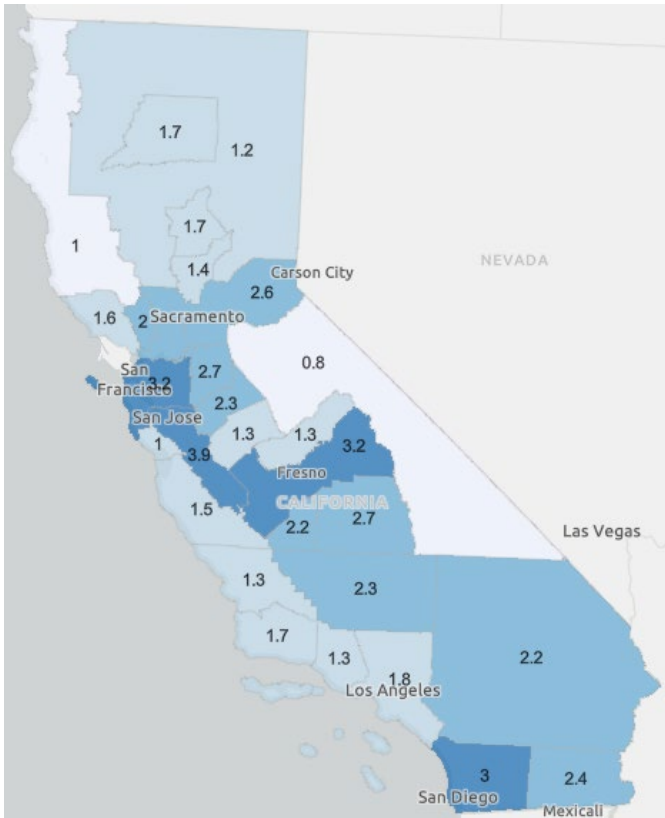 1.7
1.2
1.7
1
1.4
Carson City
NEVADA
2.6
1.6
2
Sacramento
0.8
San
Francisco
3.2
2.7
2.3
San Jose
1.3
1.3
3.2
1
3.9
Fresno
CALIFORNIA
1.5
2.2
2.7
Las Vegas
1.3
2.3
1.7
1.3
1.8
Los Angeles
2.2
3
2.4
San Diego
Mexicali